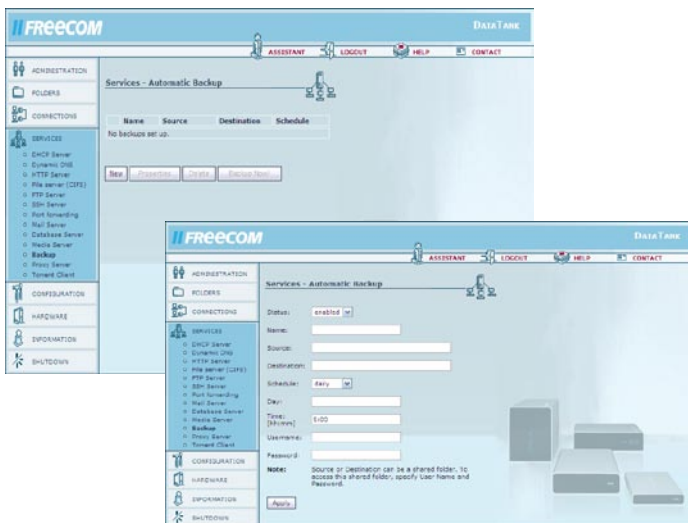 FREECOM
DATATANK
ASSISTANT LOGOUT HELP CONTACT
ADMINISTRATION
FOLDERS
CONNECTIONS
SERVICES
DHCP Server
Dynamic DNS
HTTP Server
File server (CIFS)
FTP Server
SSH Server
Port forwarding
Mail Server
Database Server
Media Server
Backup
Proxy Server
Torrent Client
CONFIGURATION
HARDWARE
INFORMATION
SHUTDOWN
Services - Automatic Backup
Name Source Destination Schedule
No backups set up.
New Properties... Delete... Backup Now!...
FREECOM
DATATANK
ASSISTANT LOGOUT HELP CONTACT
ADMINISTRATION
FOLDERS
CONNECTIONS
SERVICES
DHCP Server
Dynamic DNS
HTTP Server
File server (CIFS)
FTP Server
SSH Server
Port forwarding
Mail Server
Database Server
Media Server
Backup
Proxy Server
Torrent Client
CONFIGURATION
HARDWARE
INFORMATION
SHUTDOWN
Services - Automatic Backup
Status: enabled
Name:
Source:
Destination:
Schedule: daily
Day:
Time: [hh:mm] 5:00
Username:
Password:
Note: Source or Destination can be a shared folder. To
access this shared folder, specify User Name and
Password.
Apply